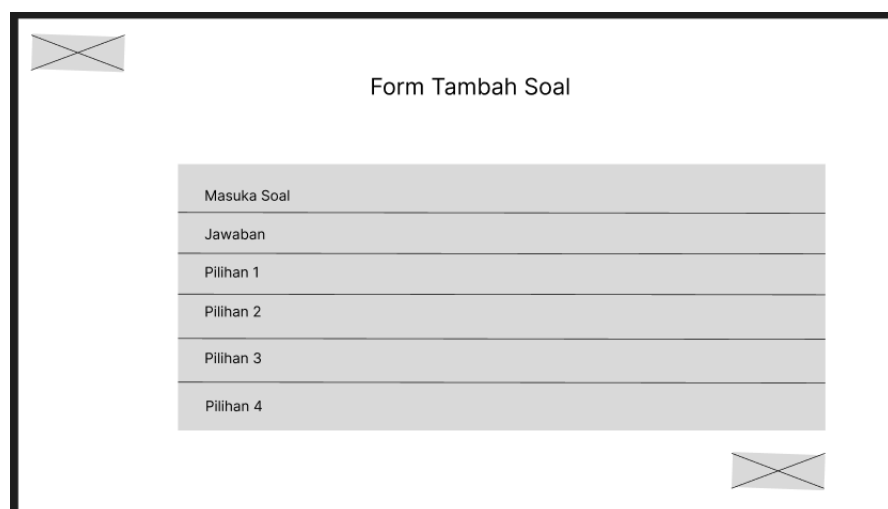 Form Tambah Soal
Masuka Soal
Jawaban
Pilihan 1
Pilihan 2
Pilihan 3
Pilihan 4